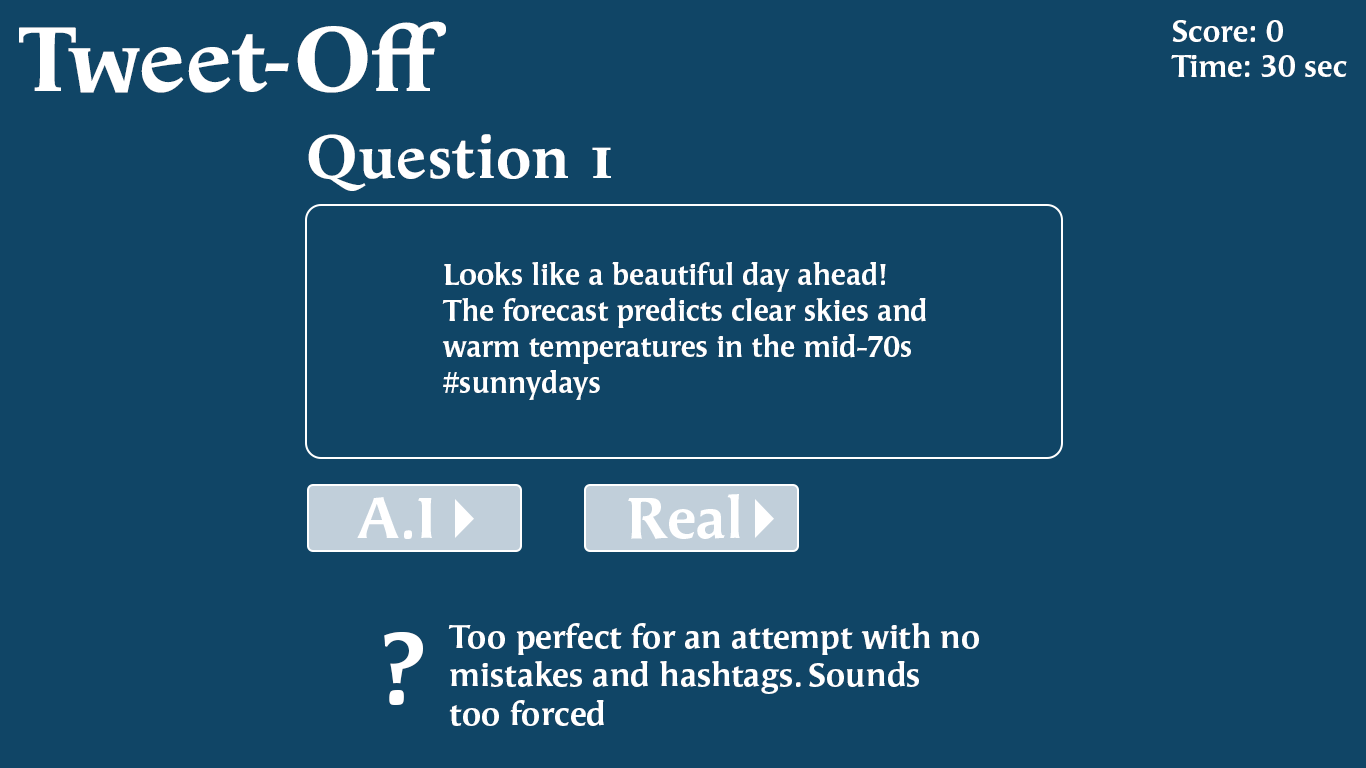 Tweet-Off
Score: 0
Time: 30 sec
Question 1
Looks like a beautiful day ahead!
The forecast predicts clear skies and
warm temperatures in the mid-70s
#sunnydays
A.I
Real
? Too perfect for an attempt with no
mistakes and hashtags. Sounds
too forced